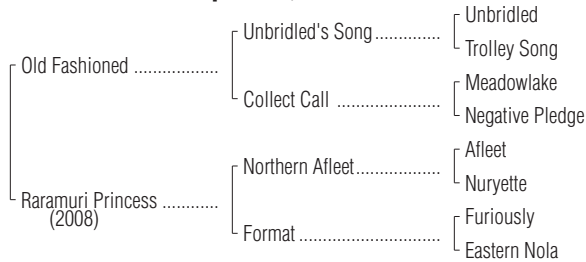 Unbridled
Unbridled's Song..............
Trolley Song
Old Fashioned ..................
Meadowlake
Collect Call ......................
Negative Pledge
Afleet
Northern Afleet..................
Nuryette
Raramuri Princess ............
(2008)
Furiously
Format ..............................
Eastern Nola